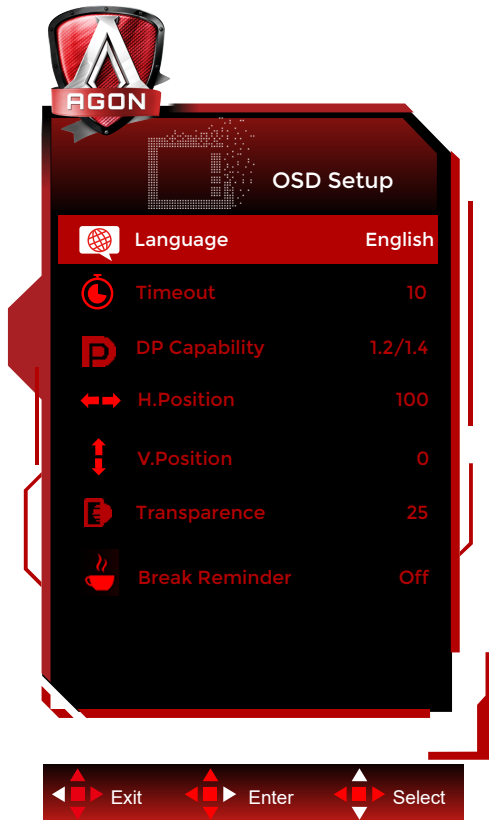 AGON
OSD Setup
Language English
Timeout 10
DP Capability 1.2/1.4
H.Position 100
V.Position 0
Transparence 25
Break Reminder Off
Exit Enter Select